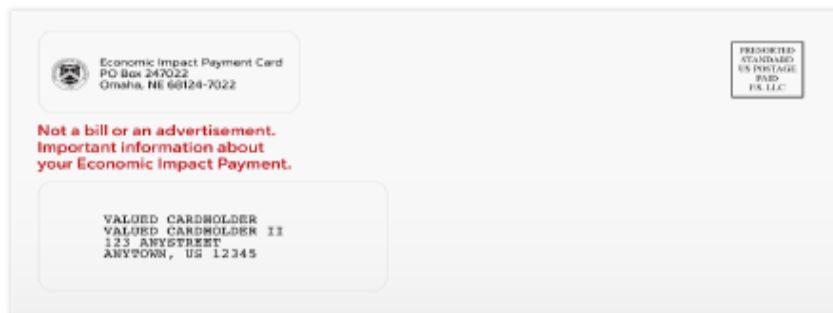 Economic Impact Payment Card
PO Box 247022
Omaha, NE 68124-7022
PRESORTED
STANDARD
US POSTAGE
PAID
Not a bill or an advertisement.
Important information about
your Economic Impact Payment.
VALUED CARDHOLDER
VALUED CARDHOLDER II
123 ANYSTREET
ANYTOWN, US 12345